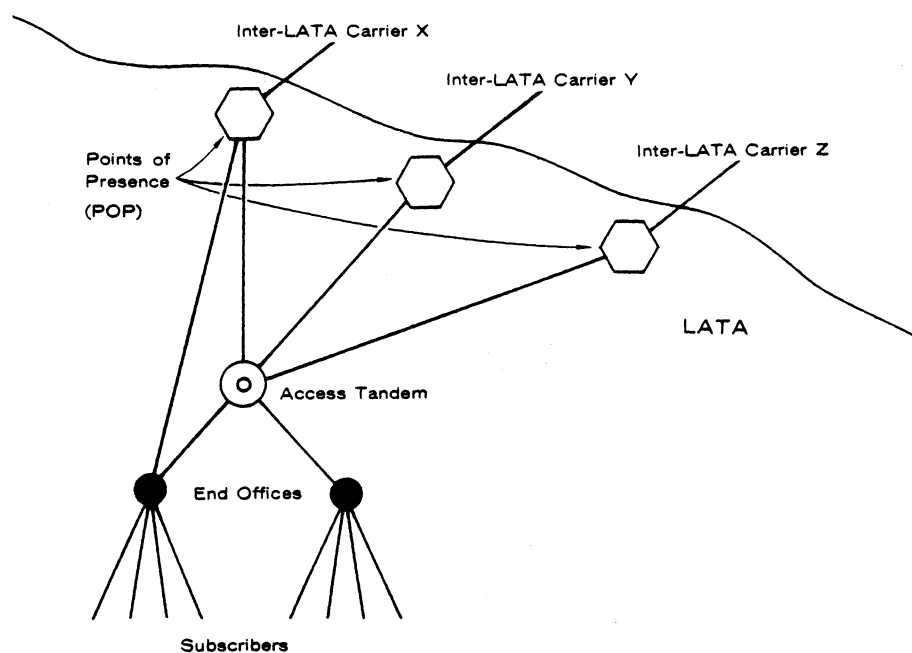 Inter-LATA Carrier X
Inter-LATA Carrier Y
Inter-LATA Carrier Z
Points of
Presence
(POP)
LATA
Access Tandem
End Offices
Subscribers